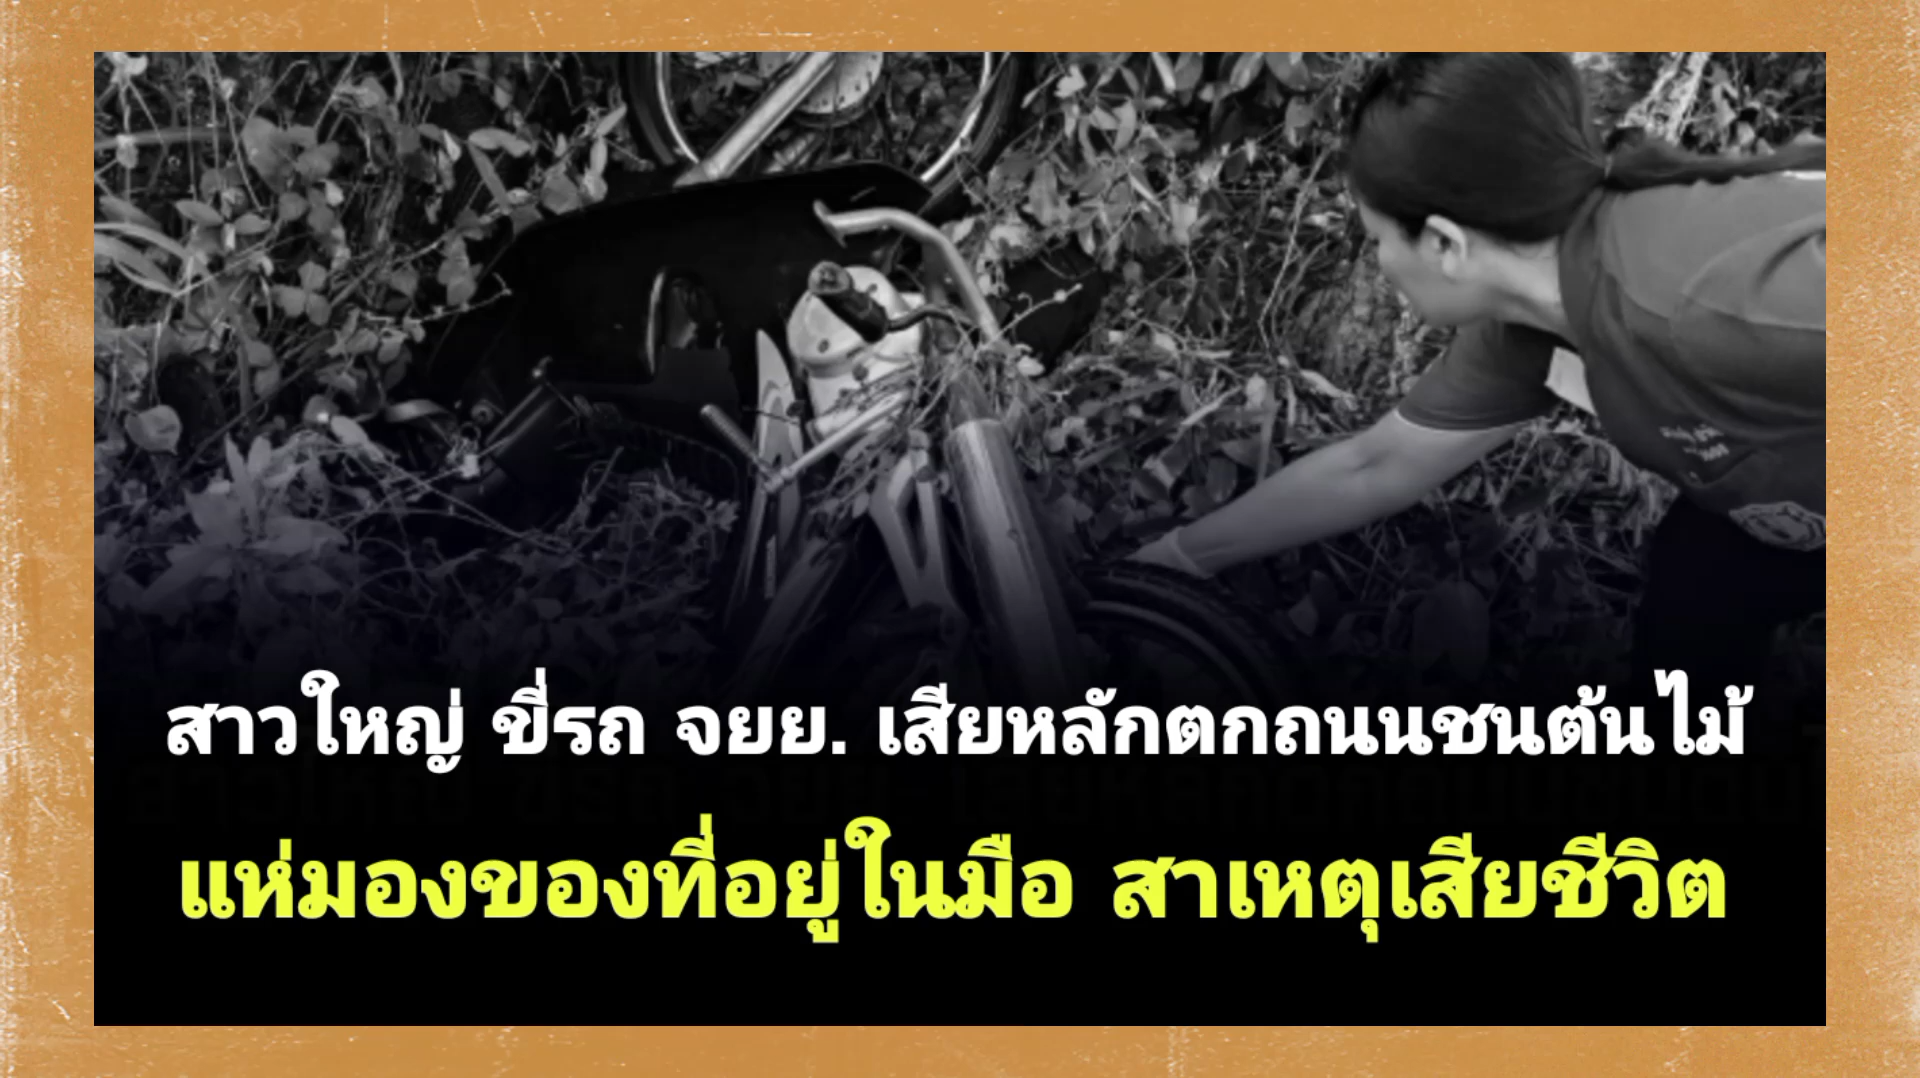 สาวใหญ่ ขี่รถ จยย. เสียหลักตกถนนชนต้นไม้
แห่มองของที่อยู่ในมือ สาเหตุเสียชีวิต